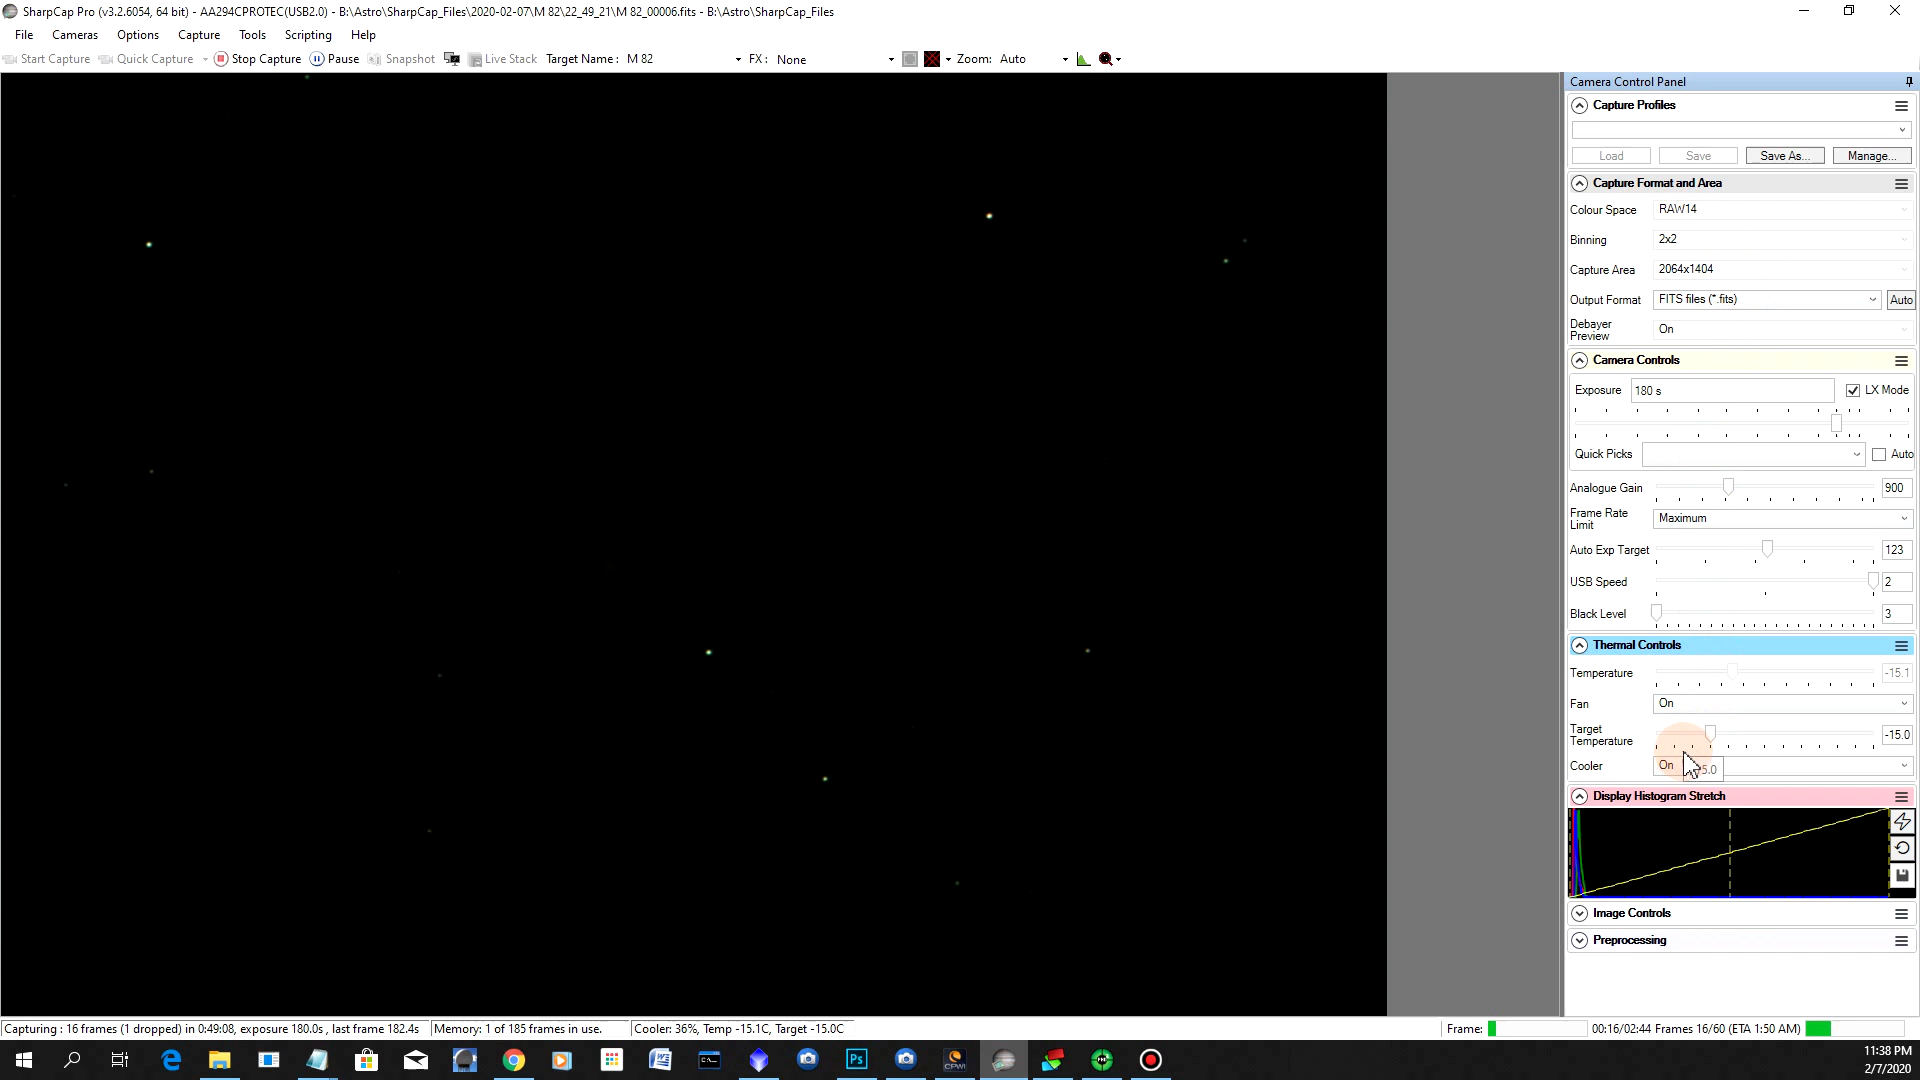 SharpCap Pro (v3.2.6054, 64 bit) - AA294CPROTEC(USB2.0) - B:\Astro\SharpCap_Files\2020-02-07\M 82\22_49_21\M 82_00006.fits - B:\Astro\SharpCap_Files
File Cameras Options Capture Tools Scripting Help
Start Capture Quick Capture Stop Capture Pause Snapshot Live Stack Target Name : M 82 FX : None Zoom: Auto
Camera Control Panel
Capture Profiles
Load Save Save As... Manage...
Capture Format and Area
Colour Space RAW14
Binning 2x2
Capture Area 2064x1404
Output Format FITS files (*.fits) Auto
Debayer Preview On
Camera Controls
Exposure 180 s LX Mode
Quick Picks Auto
Analogue Gain 900
Frame Rate Limit Maximum
Auto Exp Target 123
USB Speed 2
Black Level 3
Thermal Controls
Temperature -15.1
Fan On
Target Temperature -15.0
Cooler On
Display Histogram Stretch
Image Controls
Preprocessing
Capturing : 16 frames (1 dropped) in 0:49:08, exposure 180.0s , last frame 182.4s Memory: 1 of 185 frames in use. Cooler: 36%, Temp -15.1C, Target -15.0C Frame: 00:16/02:44 Frames 16/60 (ETA 1:50 AM)
Ps
CPWI
11:38 PM
2/7/2020